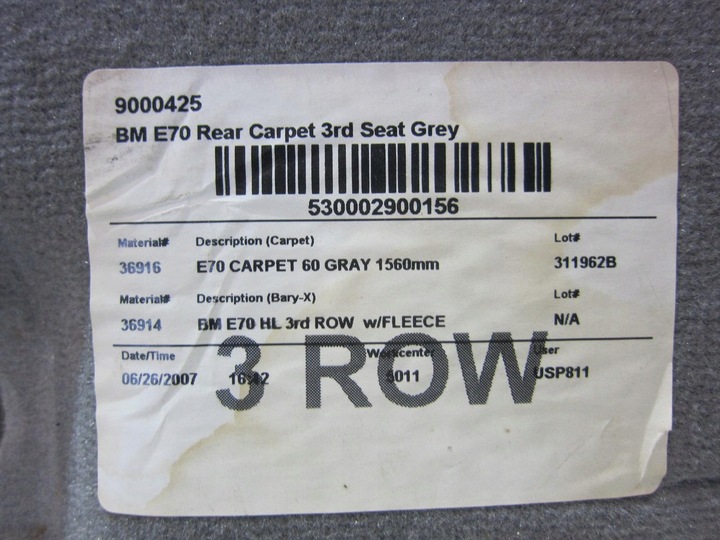 9000425
BM E70 Rear Carpet 3rd Seat Grey
530002900156
Material# Description (Carpet) Lot#
36916 E70 CARPET 60 GRAY 1560mm 311962B
Material# Description (Bary-X) Lot#
36914 BM E70 HL 3rd ROW w/FLEECE N/A
Date/Time Workcenter User
06/26/2007 16:12 5011 USP811
3 ROW